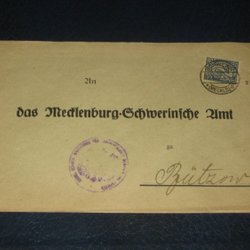 An
das Mecklenburg-Schwerinsche Amt
zu
Bützow